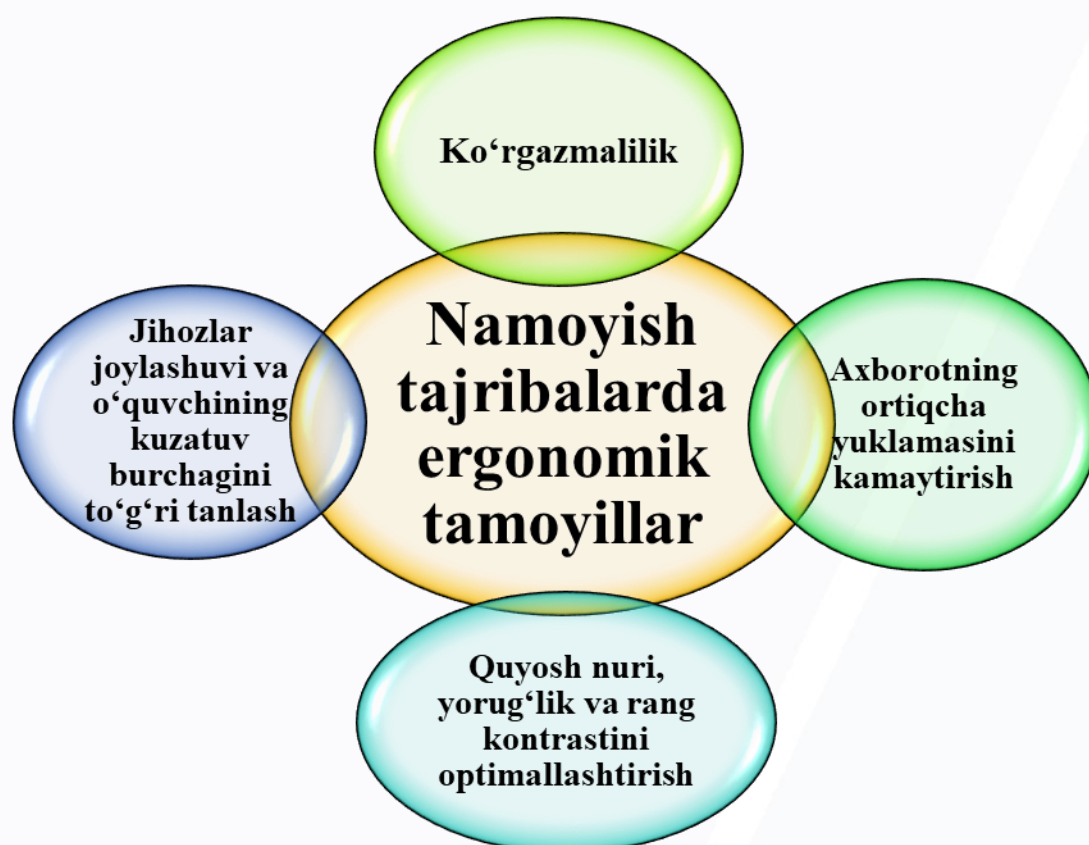 Ko‘rgazmalilik
Namoyish
tajribalarda
ergonomik
tamoyillar
Jihozlar
joylashuvi va
o‘quvchining
kuzatuv
burchagini
to‘g‘ri tanlash
Axborotning
ortiqcha
yuklamasini
kamaytirish
Quyosh nuri,
yorug‘lik va rang
kontrastini
optimallashtirish